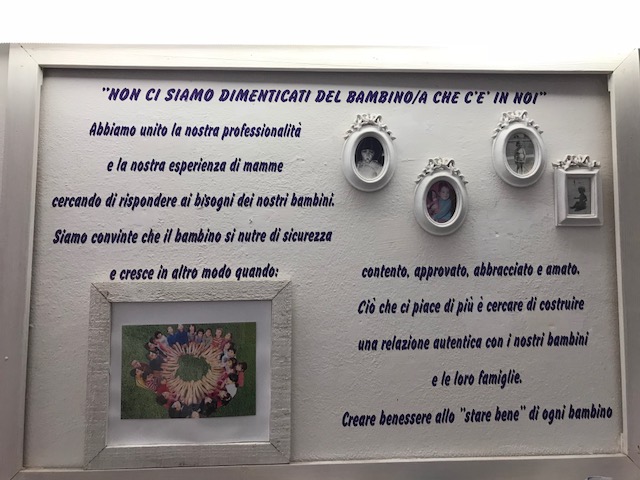 "NON CI SIAMO DIMENTICATI DEL BAMBINO/A CHE C'E' IN NOI"
Abbiamo unito la nostra professionalità
e la nostra esperienza di mamme
cercando di rispondere ai bisogni dei nostri bambini.
Siamo convinte che il bambino si nutre di sicurezza
e cresce in altro modo quando:
contento, approvato, abbracciato e amato.
Ciò che ci piace di più è cercare di costruire
una relazione autentica con i nostri bambini
e le loro famiglie.
Creare benessere allo "stare bene" di ogni bambino